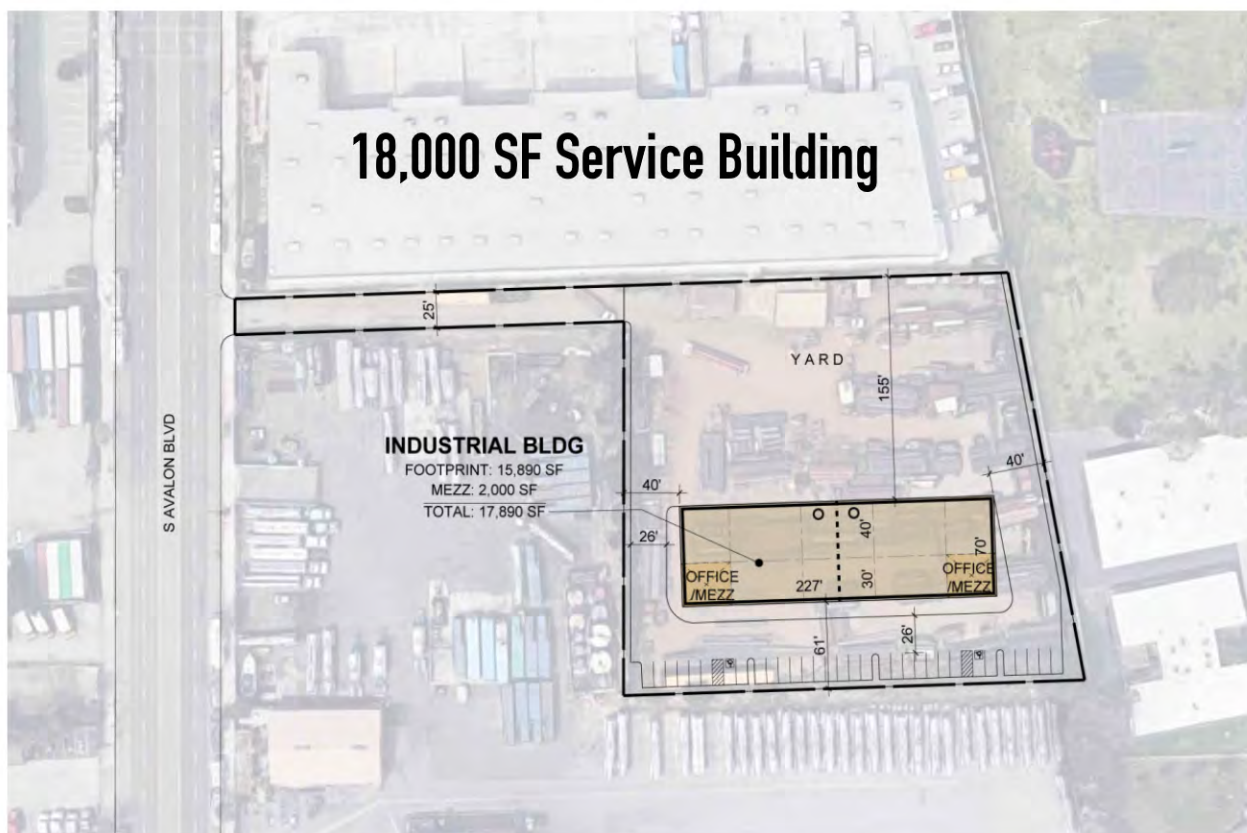 18,000 SF Service Building
25'
YARD
155'
S AVALON BLVD
INDUSTRIAL BLDG
FOOTPRINT: 15,890 SF
MEZZ: 2,000 SF
TOTAL: 17,890 SF
40'
40'
26'
40'
70'
OFFICE
/MEZZ
227'
30'
OFFICE
/MEZZ
61'
26'